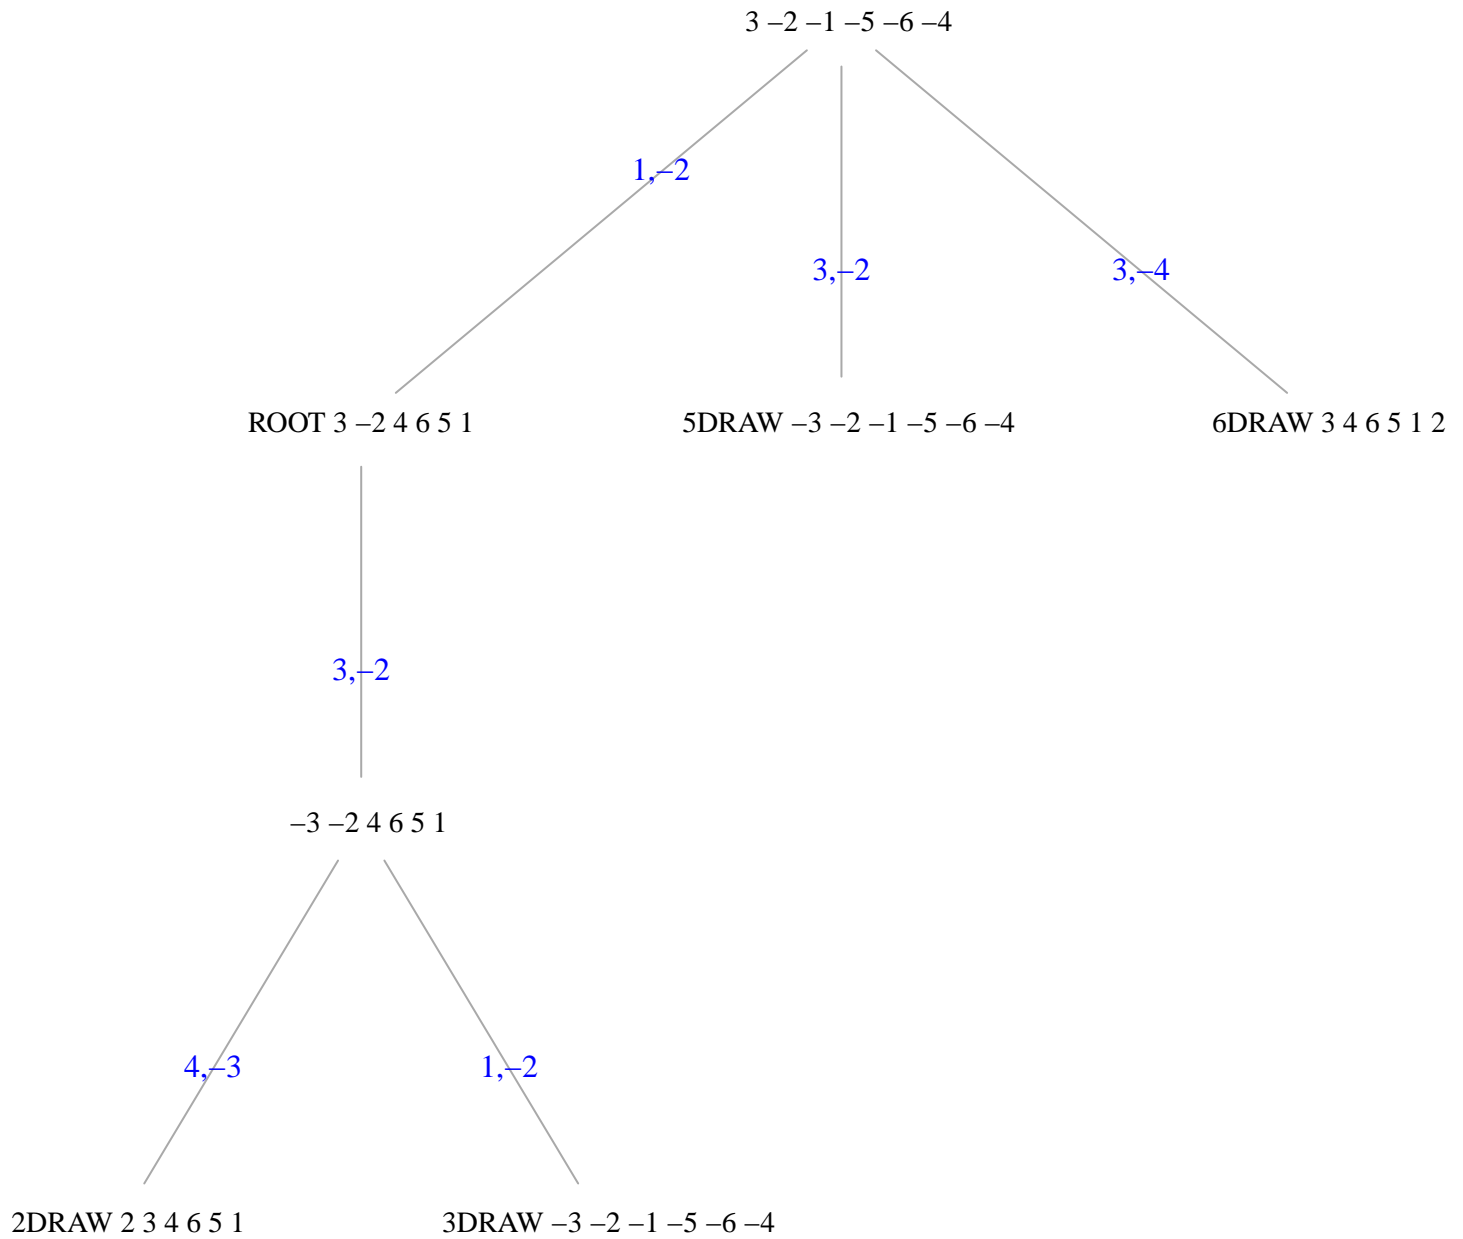 3 –2 –1 –5 –6 –4
1,–2
3,–2
3,–4
ROOT 3 –2 4 6 5 1
5DRAW –3 –2 –1 –5 –6 –4
6DRAW 3 4 6 5 1 2
3,–2
–3 –2 4 6 5 1
4,–3
1,–2
2DRAW 2 3 4 6 5 1
3DRAW –3 –2 –1 –5 –6 –4